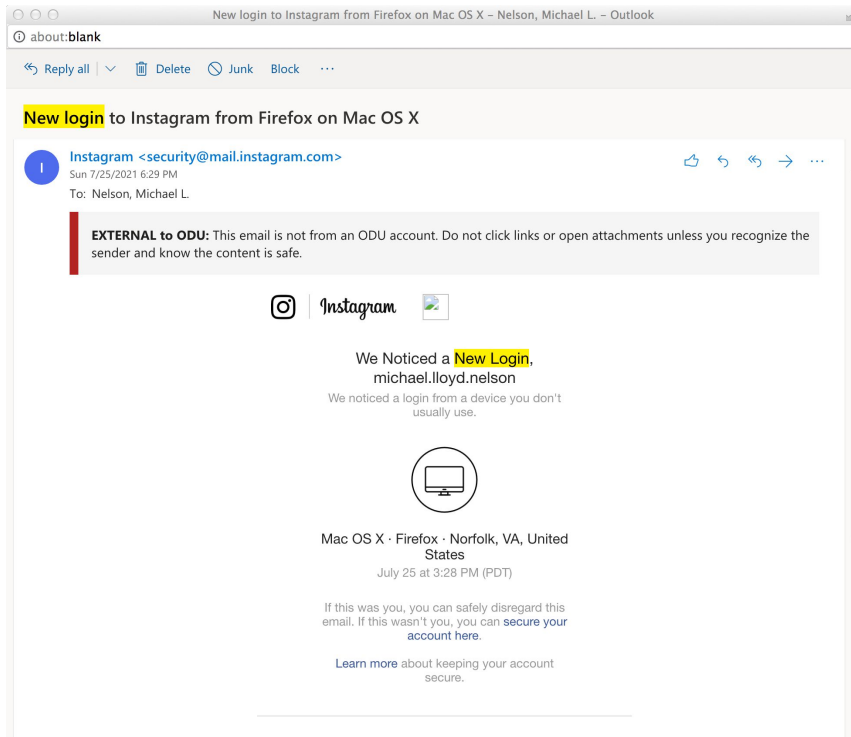 New login to Instagram from Firefox on Mac OS X – Nelson, Michael L. – Outlook
about:blank
Reply all Delete Junk Block ...
New login to Instagram from Firefox on Mac OS X
I
Instagram <security@mail.instagram.com>
Sun 7/25/2021 6:29 PM
To: Nelson, Michael L.
EXTERNAL to ODU: This email is not from an ODU account. Do not click links or open attachments unless you recognize the
sender and know the content is safe.
Instagram
We Noticed a New Login,
michael.lloyd.nelson
We noticed a login from a device you don't
usually use.
Mac OS X · Firefox · Norfolk, VA, United
States
July 25 at 3:28 PM (PDT)
If this was you, you can safely disregard this
email. If this wasn't you, you can secure your
account here.
Learn more about keeping your account
secure.